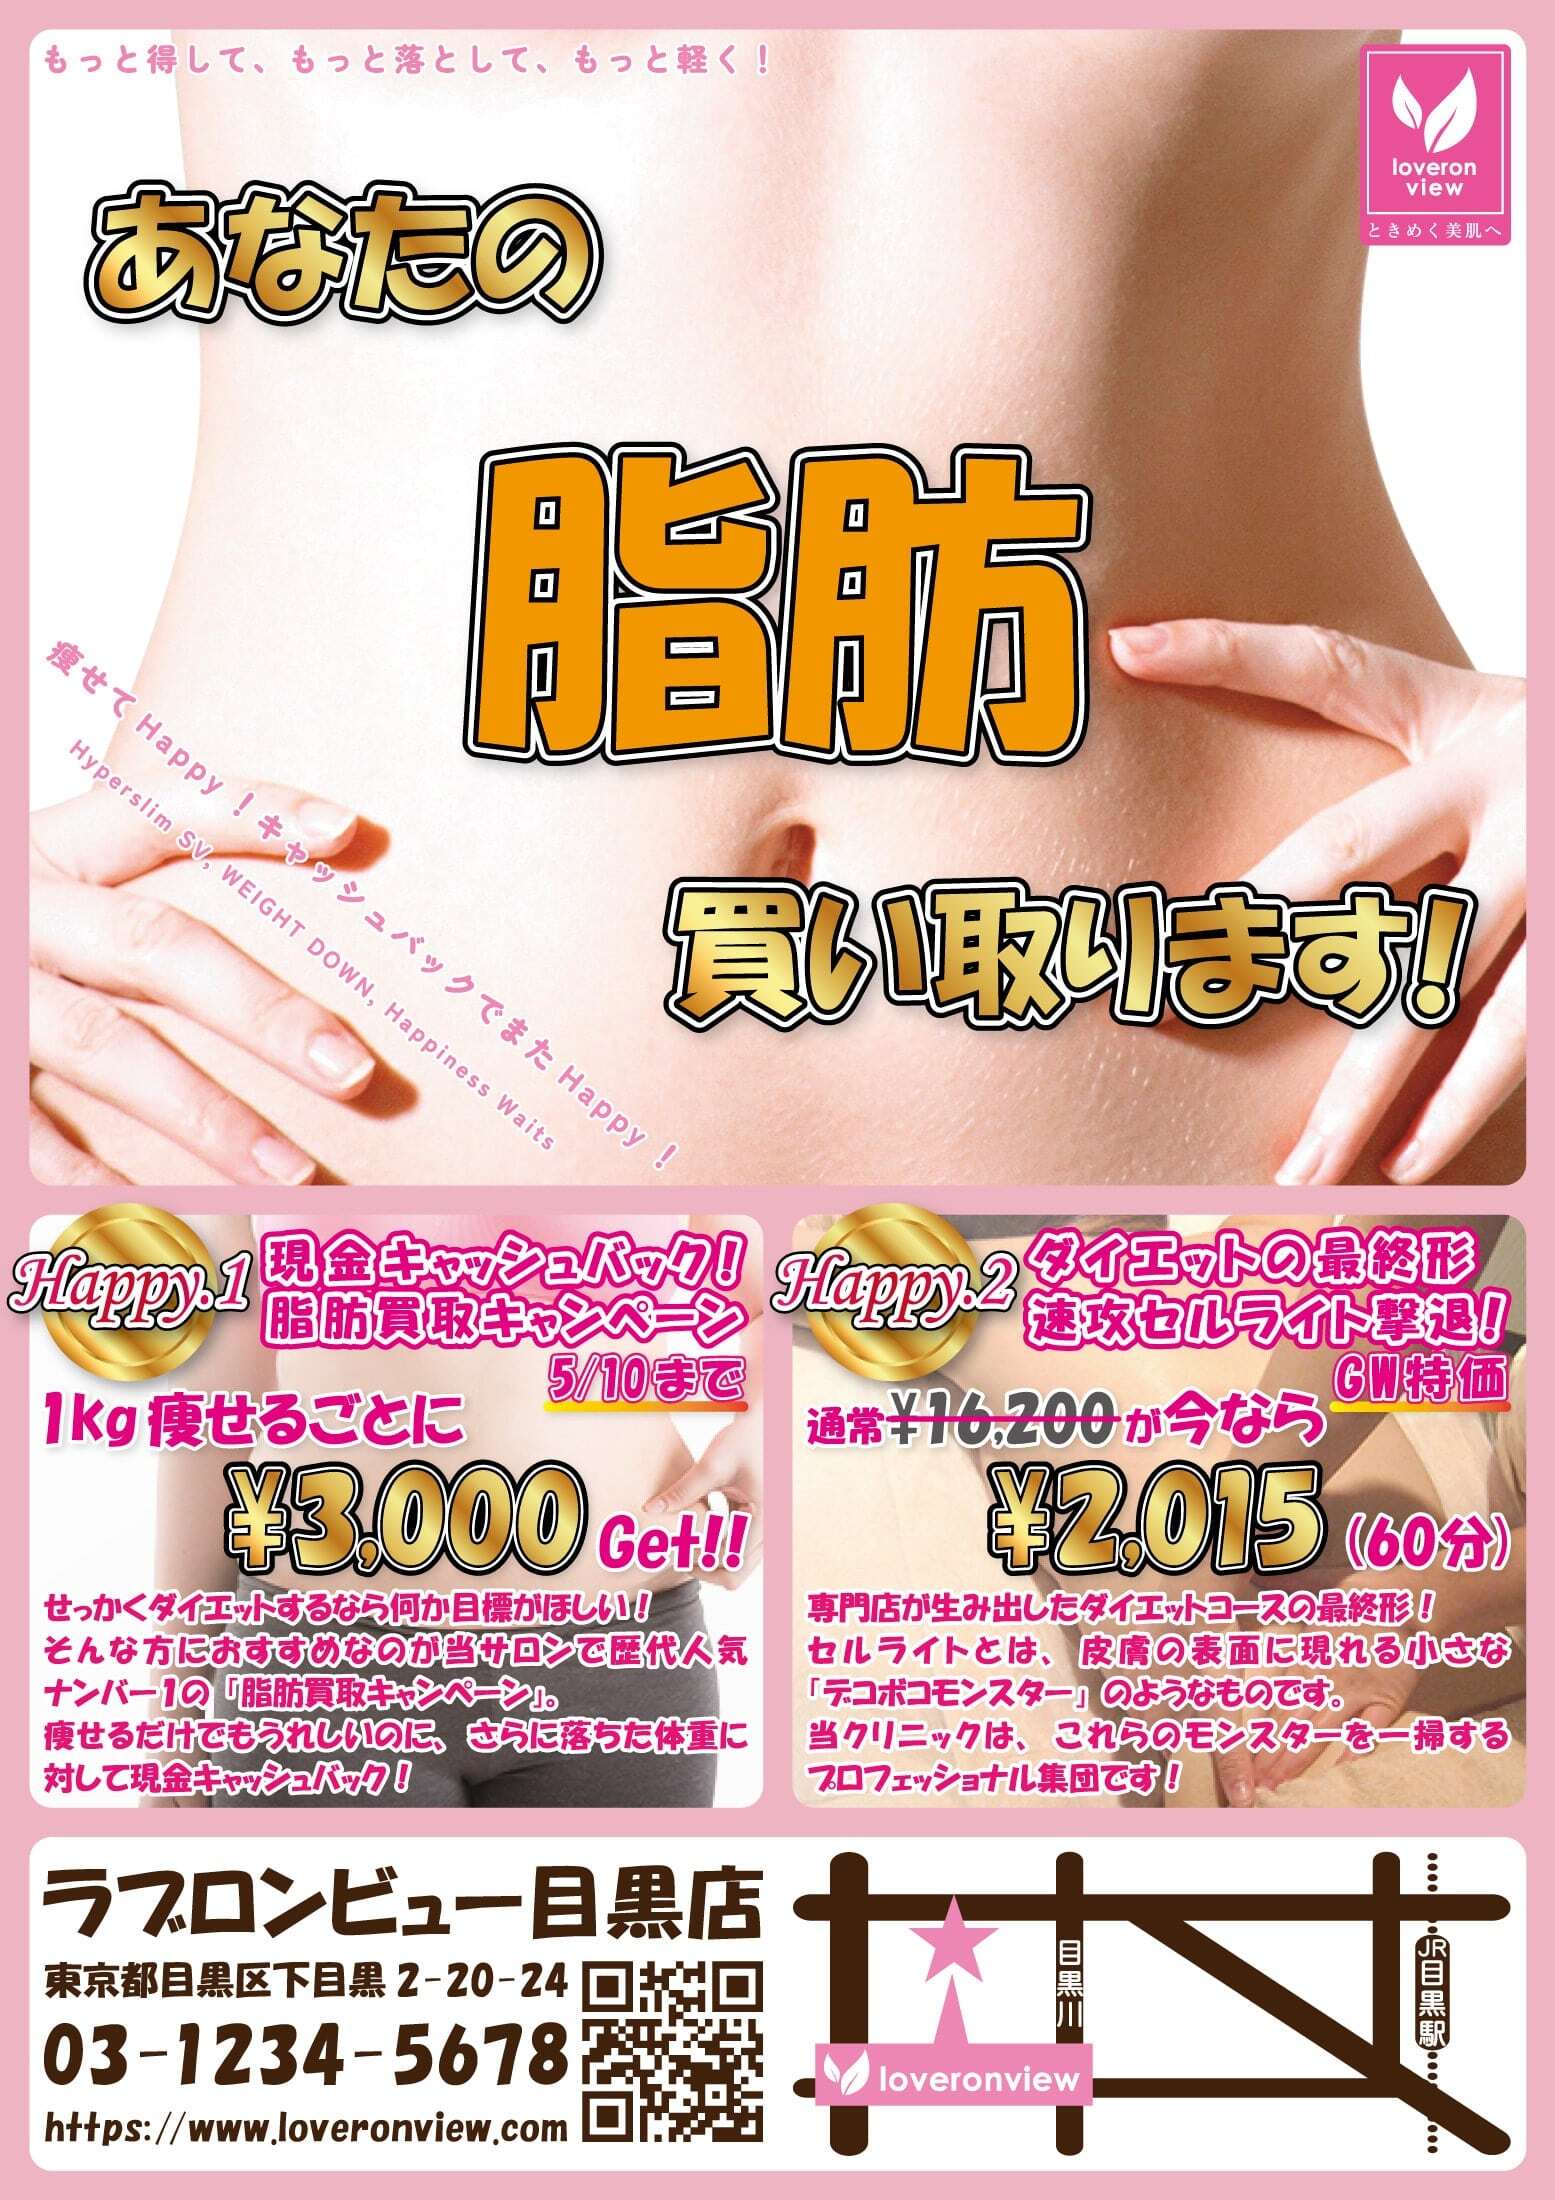 もっと得して、もっと落として、もっと軽く！
loveron
view
ときめく美肌へ
あなたの
脂肪
買い取ります！
痩せてHappy！キャッシュバックでまたHappy！
Hyperslim SV, WEIGHT DOWN, Happiness Waits
Happy.1
現金キャッシュバック！
脂肪買取キャンペーン
5/10まで
1kg痩せるごとに
¥3,000 Get!!
せっかくダイエットするなら何か目標がほしい！
そんな方におすすめなのが当サロンで歴代人気
ナンバー1の「脂肪買取キャンペーン」。
痩せるだけでもうれしいのに、さらに落ちた体重に
対して現金キャッシュバック！
Happy.2
ダイエットの最終形
速攻セルライト撃退！
GW特価
通常¥16,200が今なら
¥2,015（60分）
専門店が生み出したダイエットコースの最終形！
セルライトとは、皮膚の表面に現れる小さな
「デコボコモンスター」のようなものです。
当クリニックは、これらのモンスターを一掃する
プロフェッショナル集団です！
ラブロンビュー目黒店
東京都目黒区下目黒2-20-24
03-1234-5678
https://www.loveronview.com
目黒川
JR目黒駅
loveronview